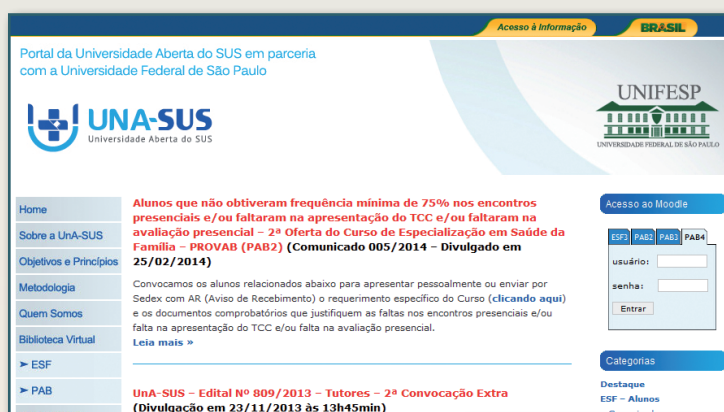 Acesso à Informação
BRASIL
Portal da Universidade Aberta do SUS em parceria
com a Universidade Federal de São Paulo
UNA-SUS
Universidade Aberta do SUS
UNIFESP
UNIVERSIDADE FEDERAL DE SÃO PAULO
Home
Sobre a UnA-SUS
Objetivos e Princípios
Metodologia
Quem Somos
Biblioteca Virtual
► ESF
► PAB
Alunos que não obtiveram frequência mínima de 75% nos encontros
presenciais e/ou faltaram na apresentação do TCC e/ou faltaram na
avaliação presencial – 2ª Oferta do Curso de Especialização em Saúde da
Família – PROVAB (PAB2) (Comunicado 005/2014 – Divulgado em
25/02/2014)
Convocamos os alunos relacionados abaixo para apresentar pessoalmente ou enviar por
Sedex com AR (Aviso de Recebimento) o requerimento específico do Curso (clicando aqui)
e os documentos comprobatórios que justifiquem as faltas nos encontros presenciais e/ou
falta na apresentação do TCC e/ou falta na avaliação presencial.
Leia mais »
UnA-SUS – Edital Nº 809/2013 – Tutores – 2ª Convocação Extra
(Divulgação em 23/11/2013 às 13h45min)
Acesso ao Moodle
ESF3 PAB2 PAB3 PAB4
usuário:
senha:
Entrar
Categorias
Destaque
ESF – Alunos